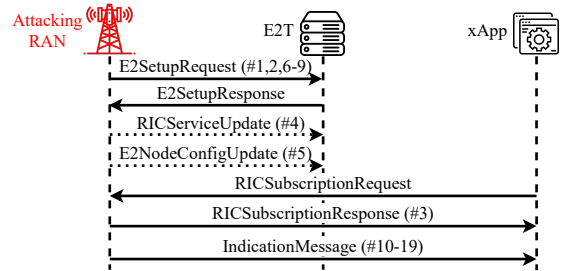 Attacking
RAN
E2T
xApp
E2SetupRequest (#1,2,6-9)
E2SetupResponse
RICServiceUpdate (#4)
E2NodeConfigUpdate (#5)
RICSubscriptionRequest
RICSubscriptionResponse (#3)
IndicationMessage (#10-19)